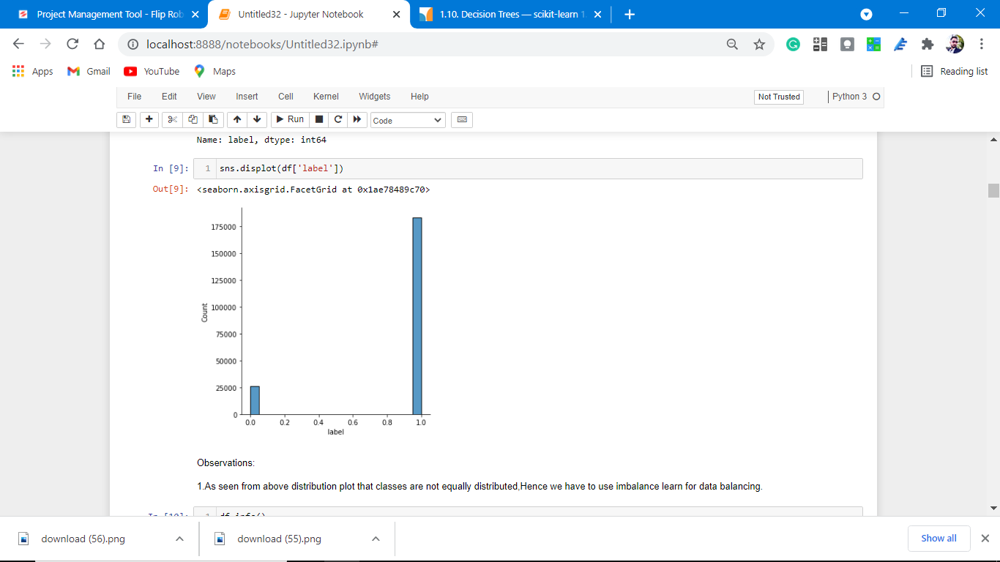 Project Management Tool - Flip Rob
Untitled32 - Jupyter Notebook
1.10. Decision Trees — scikit-learn 1.
localhost:8888/notebooks/Untitled32.ipynb#
Apps
Gmail
YouTube
Maps
Reading list
File
Edit
View
Insert
Cell
Kernel
Widgets
Help
Not Trusted
Python 3
Run
Code
Name: label, dtype: int64
In [9]:
1
sns.displot(df['label'])
Out[9]:
<seaborn.axisgrid.FacetGrid at 0x1ae78489c70>
175000
150000
125000
100000
75000
50000
25000
0
Count
0.0 0.2 0.4 0.6 0.8 1.0
label
Observations:
1.As seen from above distribution plot that classes are not equally distributed,Hence we have to use imbalance learn for data balancing.
In [10]:
1
df.info()
download (56).png
download (55).png
Show all